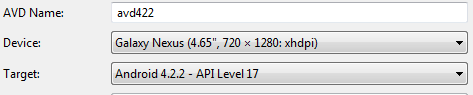 AVD Name: avd422
Device: Galaxy Nexus (4.65", 720 × 1280: xhdpi)
Target: Android 4.2.2 - API Level 17